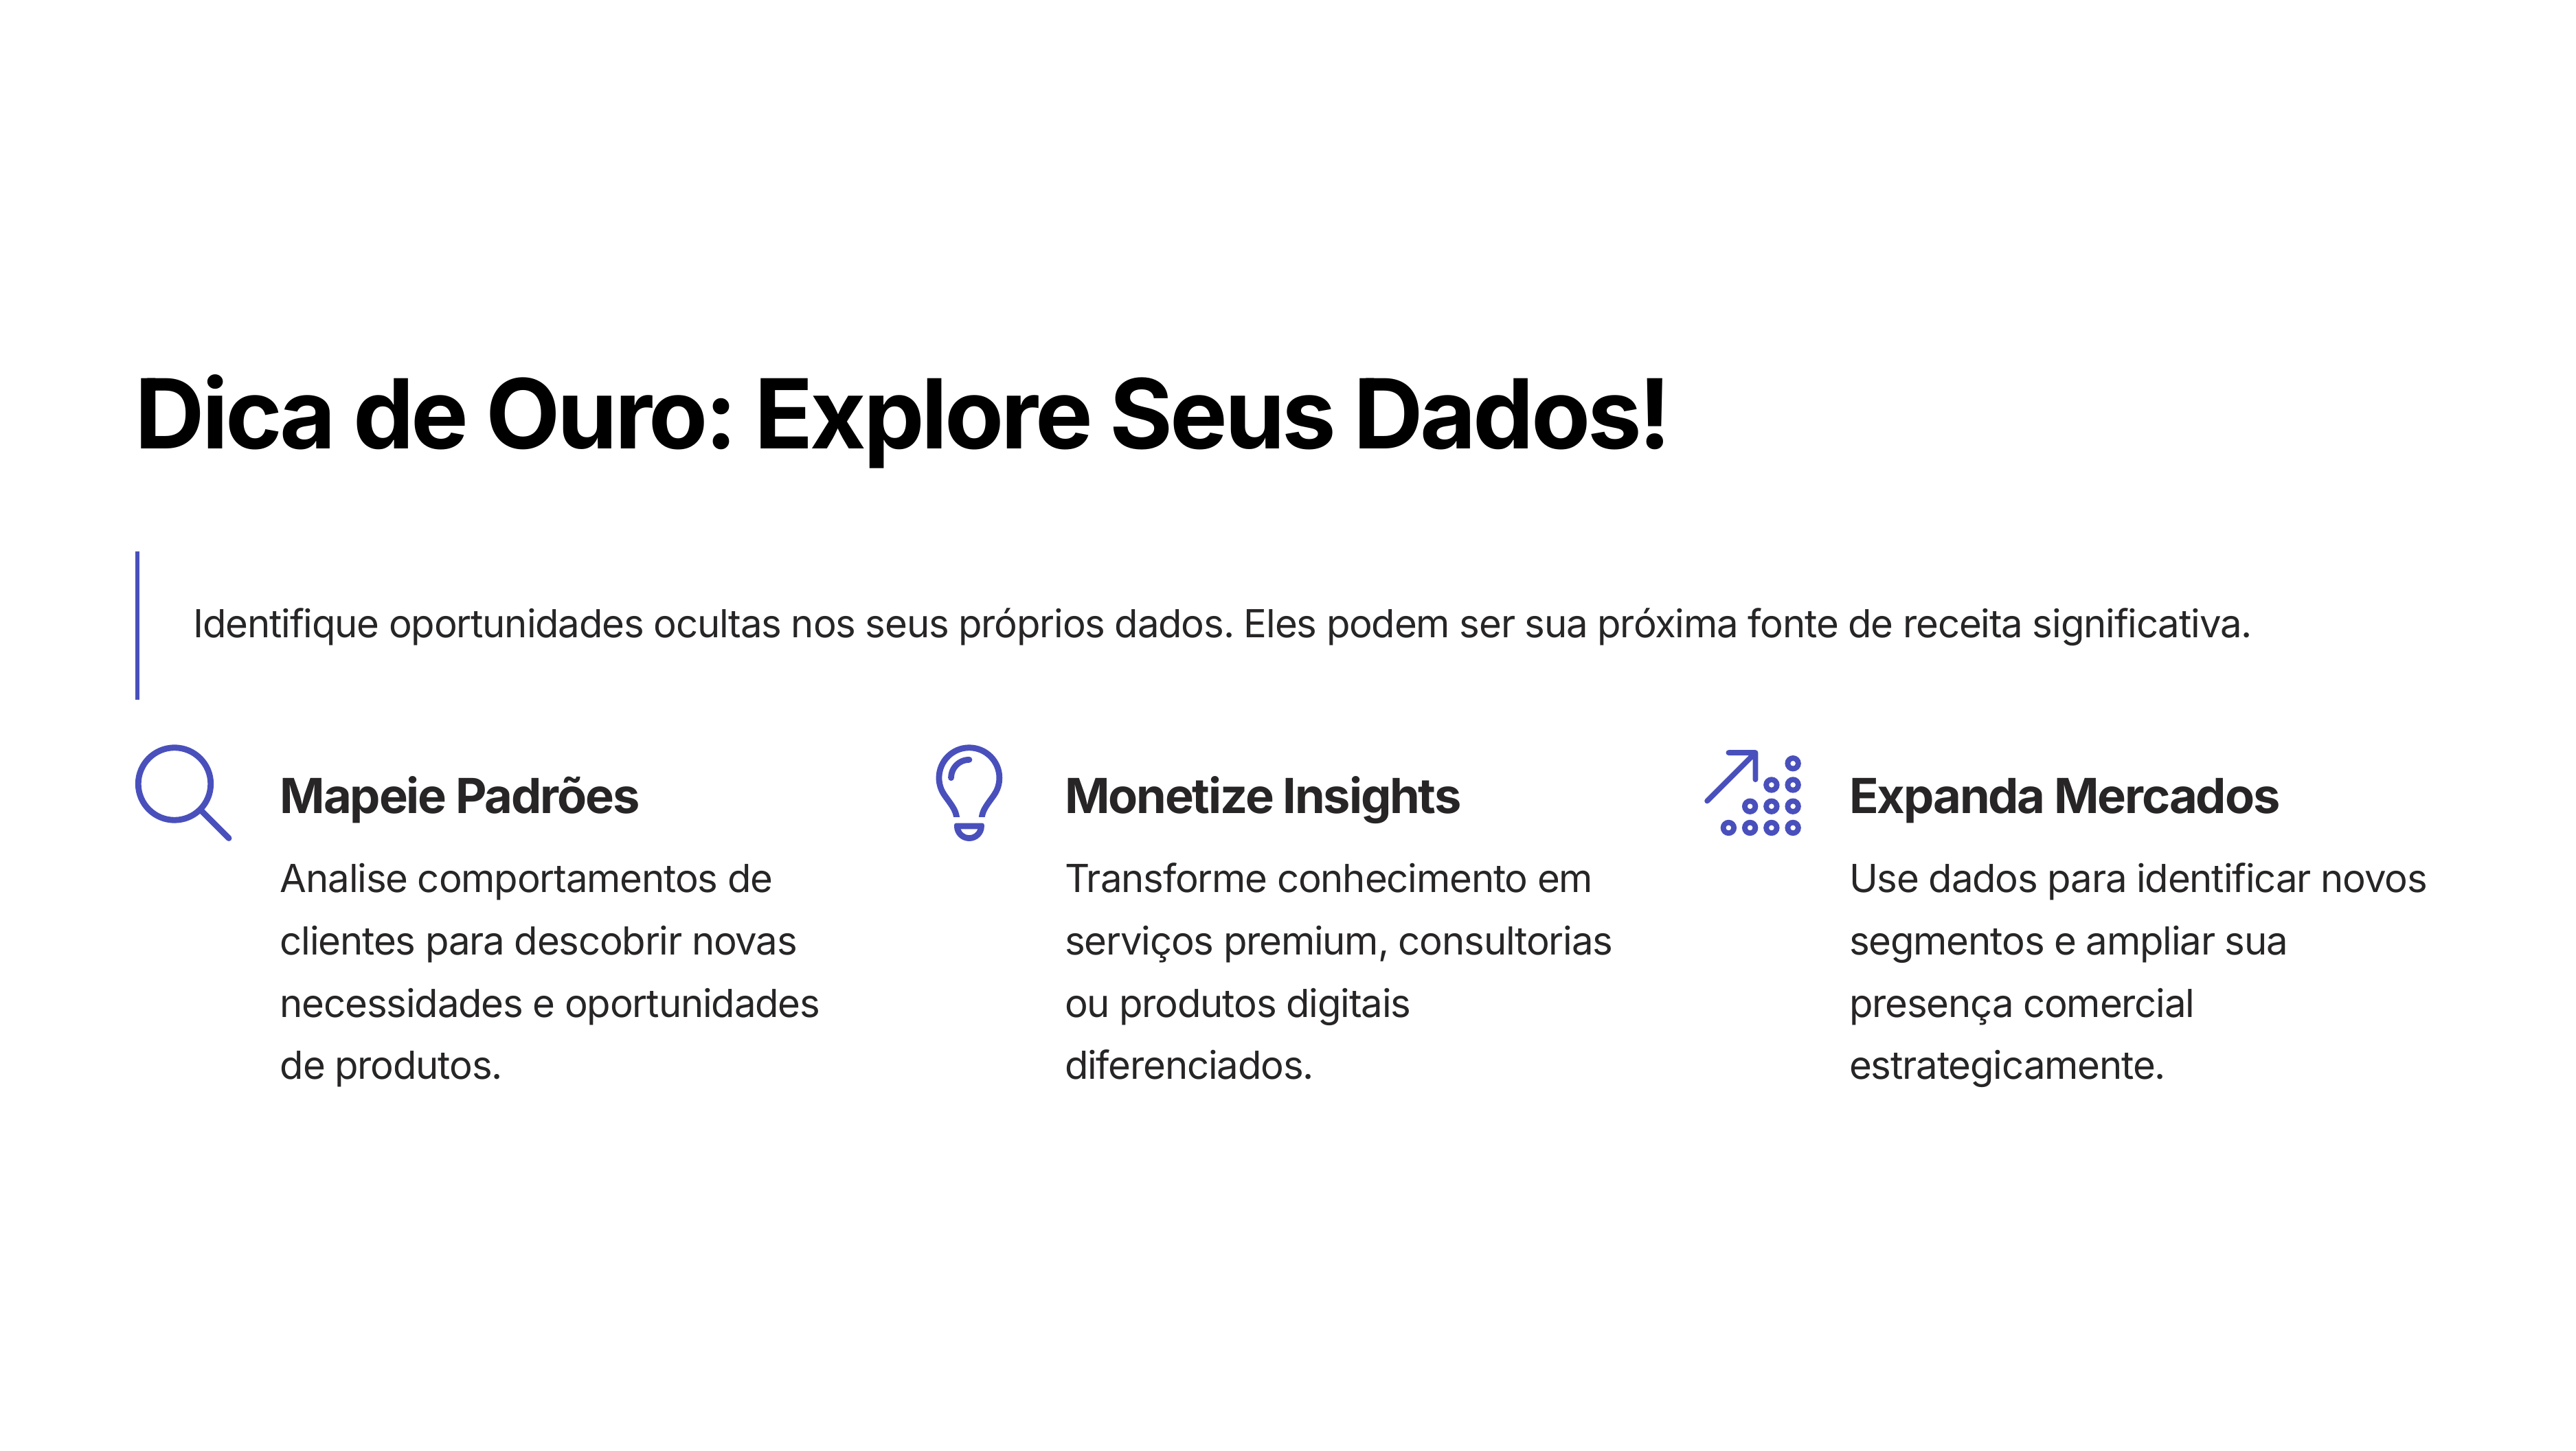 Dica de Ouro: Explore Seus Dados!
Identifique oportunidades ocultas nos seus próprios dados. Eles podem ser sua próxima fonte de receita significativa.
Mapeie Padrões
Analise comportamentos de
clientes para descobrir novas
necessidades e oportunidades
de produtos.
Monetize Insights
Transforme conhecimento em
serviços premium, consultorias
ou produtos digitais
diferenciados.
Expanda Mercados
Use dados para identificar novos
segmentos e ampliar sua
presença comercial
estrategicamente.